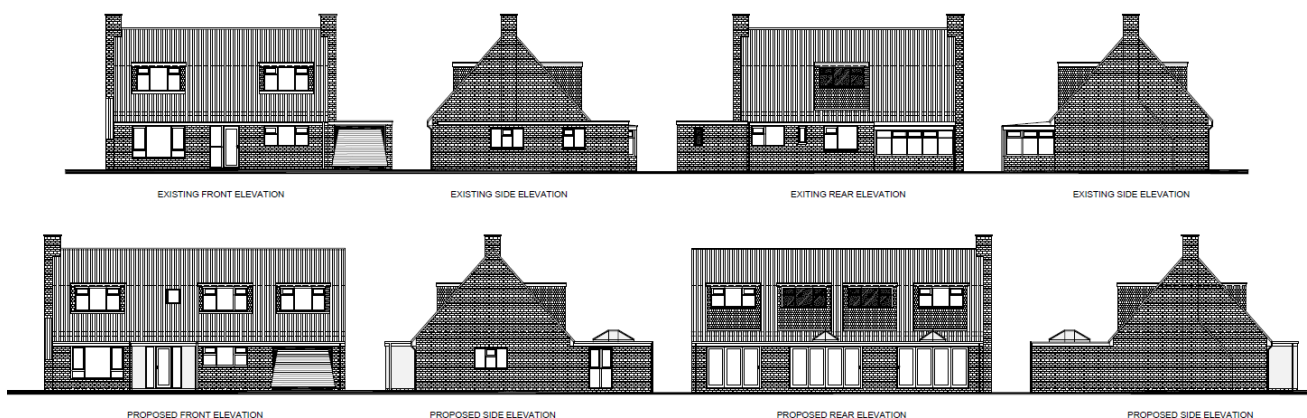 EXISTING FRONT ELEVATION
EXISTING SIDE ELEVATION
EXITING REAR ELEVATION
EXISTING SIDE ELEVATION
PROPOSED FRONT ELEVATION
PROPOSED SIDE ELEVATION
PROPOSED REAR ELEVATION
PROPOSED SIDE ELEVATION